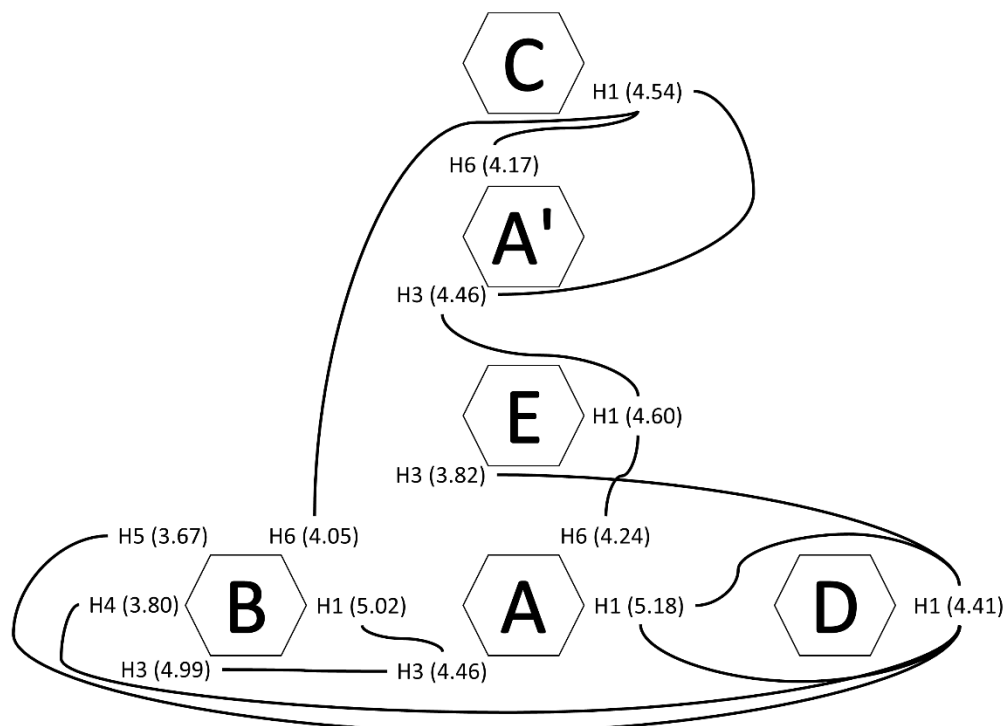 C
H1 (4.54)
H6 (4.17)
A'
H3 (4.46)
E
H1 (4.60)
H3 (3.82)
H5 (3.67)
H6 (4.05)
H6 (4.24)
H4 (3.80)
B
H1 (5.02)
A
H1 (5.18)
D
H1 (4.41)
H3 (4.99)
H3 (4.46)